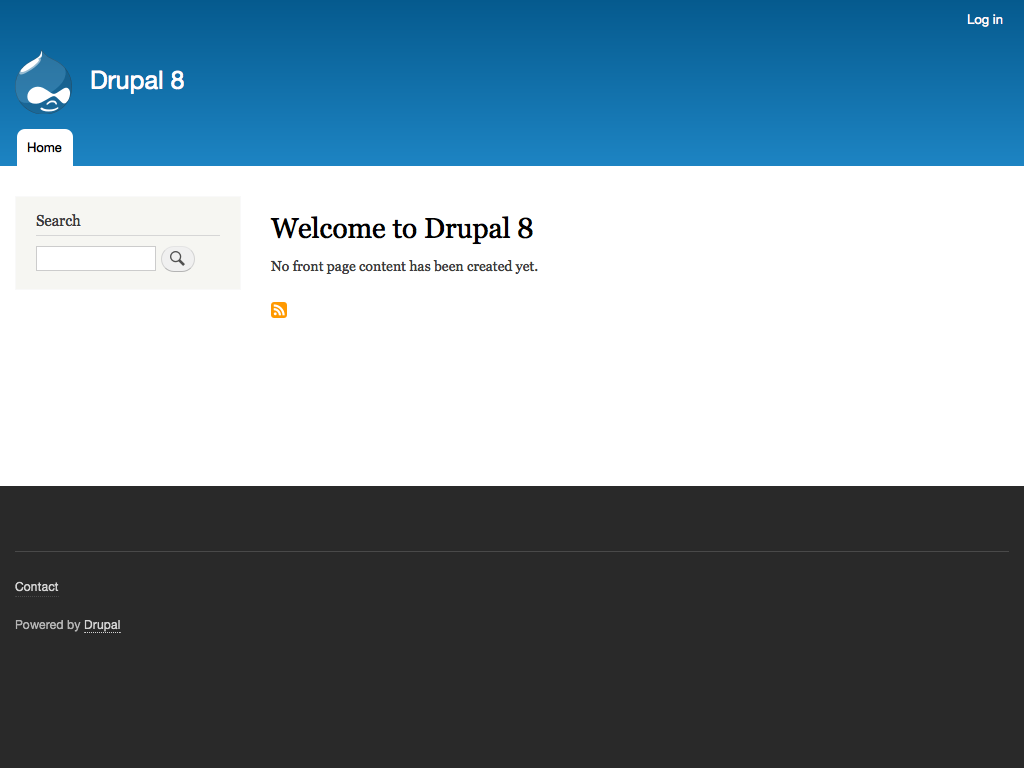 Log in
Drupal 8
Home
Search
Welcome to Drupal 8
No front page content has been created yet.
Contact
Powered by Drupal